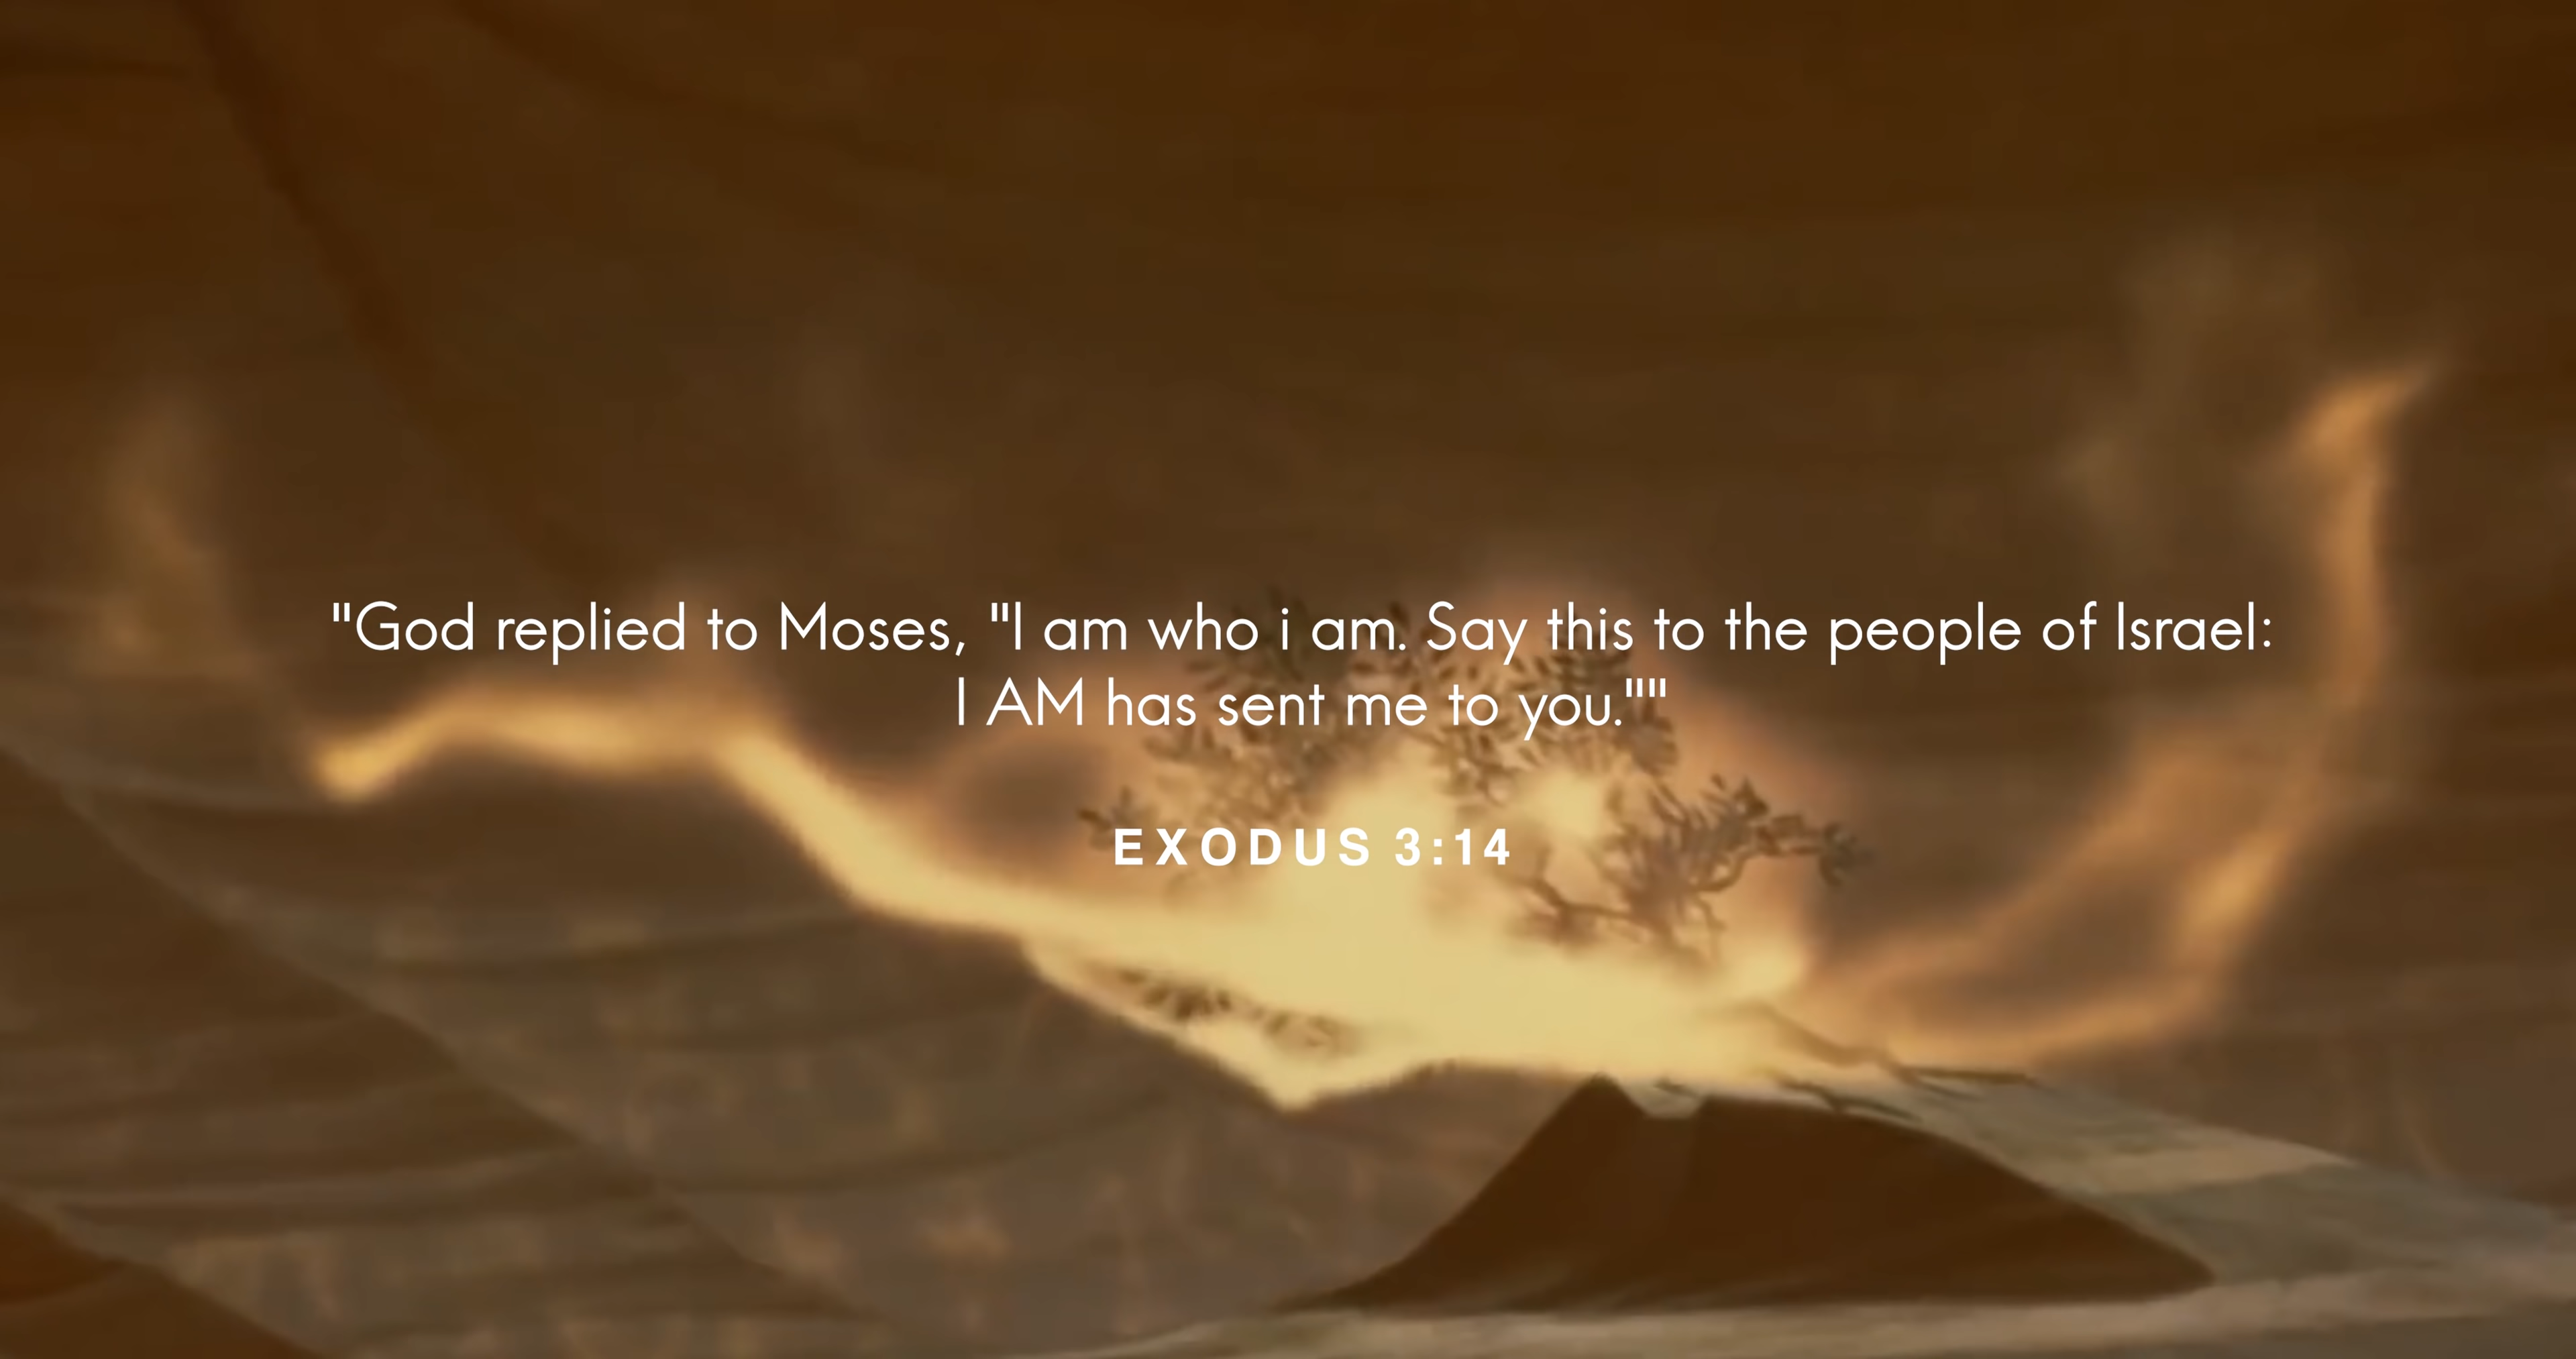 "God replied to Moses, "I am who i am. Say this to the people of Israel:
I AM has sent me to you.""
EXODUS 3:14